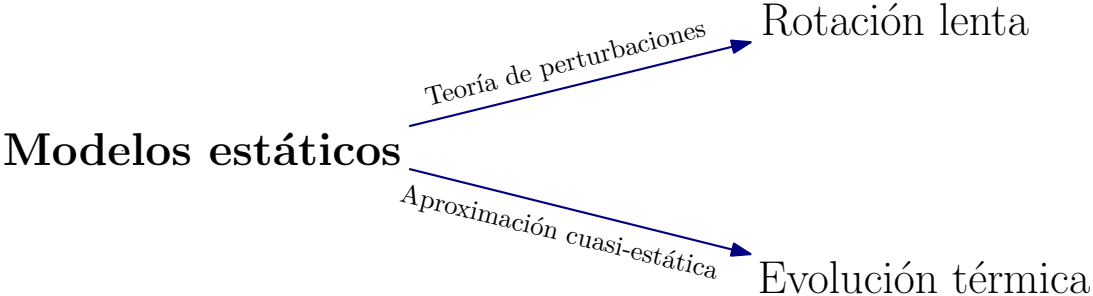 Rotación lenta
Teoría de perturbaciones
Modelos estáticos
Aproximación cuasi-estática
Evolución térmica